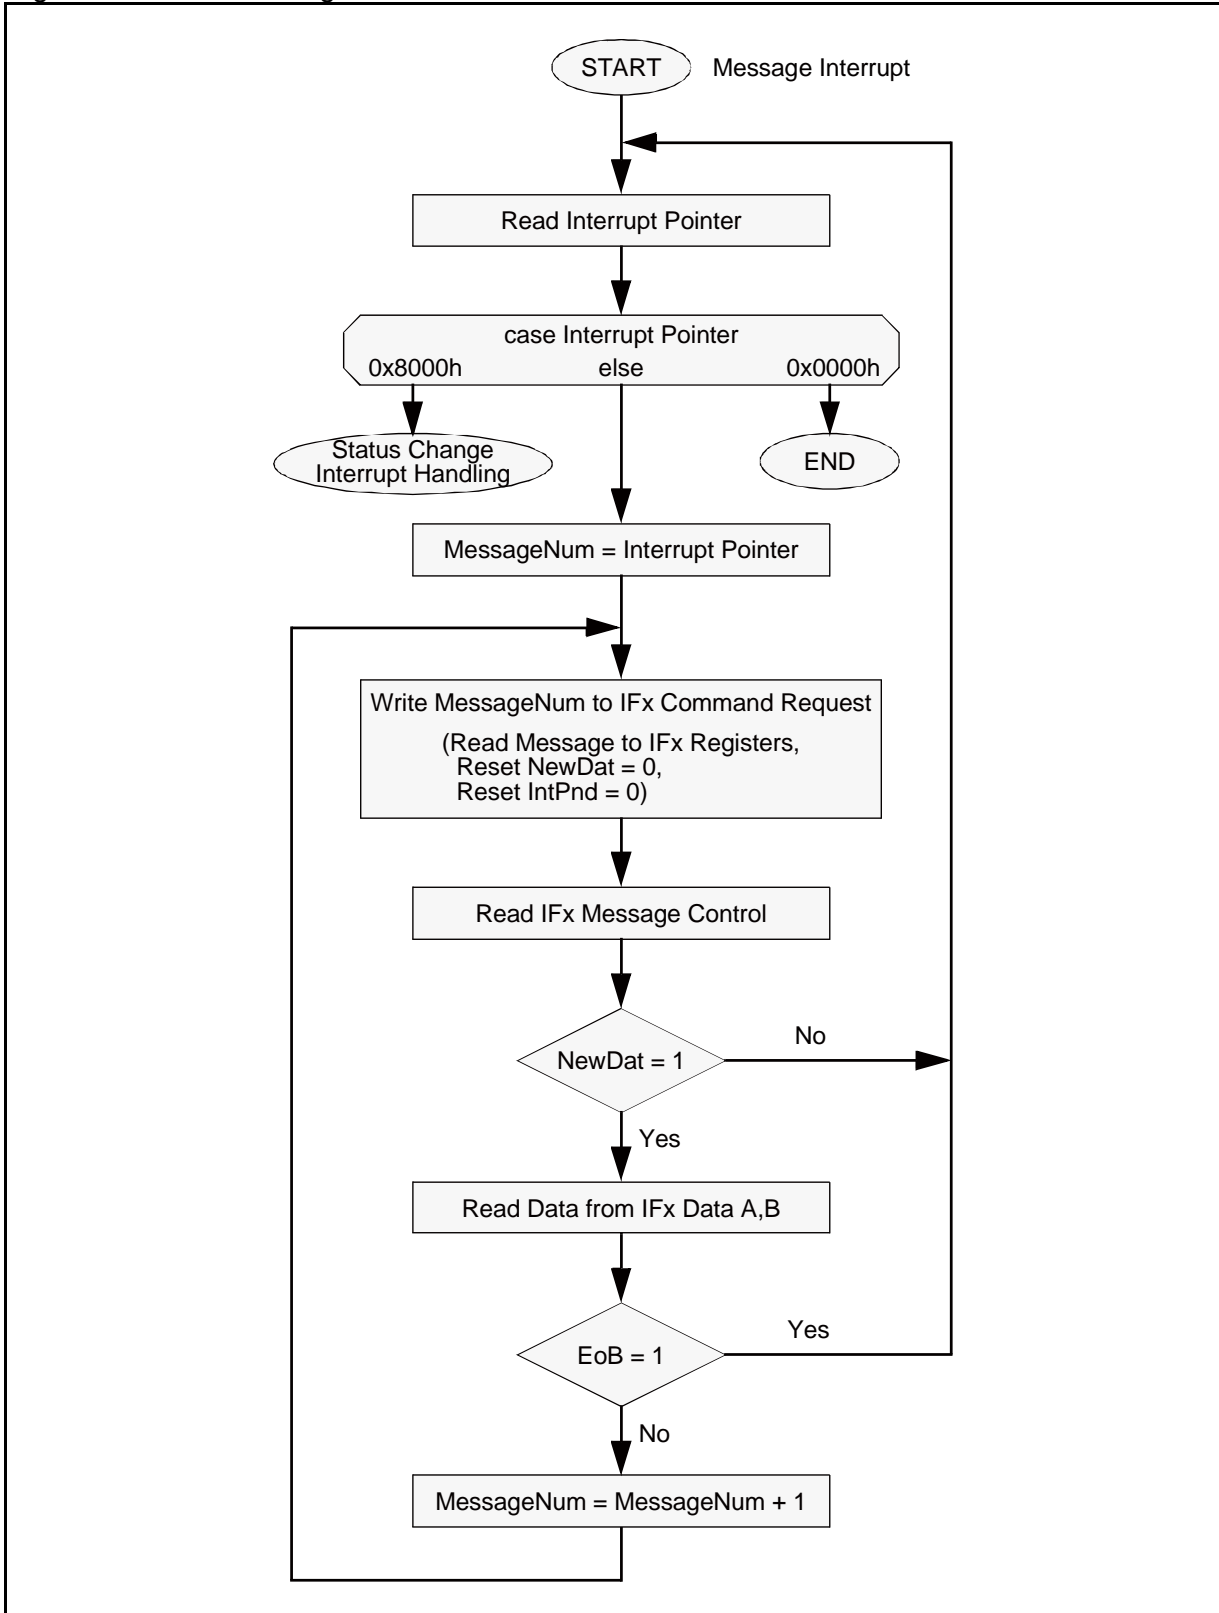 START Message Interrupt
Read Interrupt Pointer
case Interrupt Pointer
0x8000h else 0x0000h
Status Change
Interrupt Handling
END
MessageNum = Interrupt Pointer
Write MessageNum to IFx Command Request
(Read Message to IFx Registers,
Reset NewDat = 0,
Reset IntPnd = 0)
Read IFx Message Control
No
NewDat = 1
Yes
Read Data from IFx Data A,B
Yes
EoB = 1
No
MessageNum = MessageNum + 1